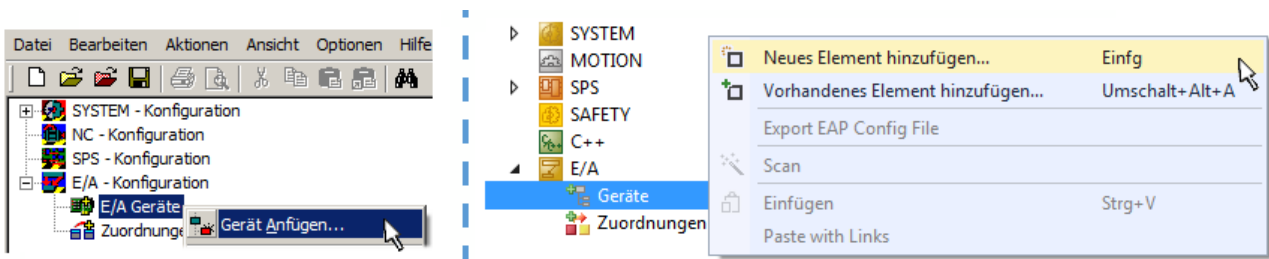 Datei Bearbeiten Aktionen Ansicht Optionen Hilfe
SYSTEM - Konfiguration
NC - Konfiguration
SPS - Konfiguration
E/A - Konfiguration
E/A Geräte
Gerät Anfügen...
Zuordnunge
SYSTEM
MOTION
SPS
SAFETY
C++
E/A
Geräte
Zuordnungen
Neues Element hinzufügen... Einfg
Vorhandenes Element hinzufügen... Umschalt+Alt+A
Export EAP Config File
Scan
Einfügen Strg+V
Paste with Links